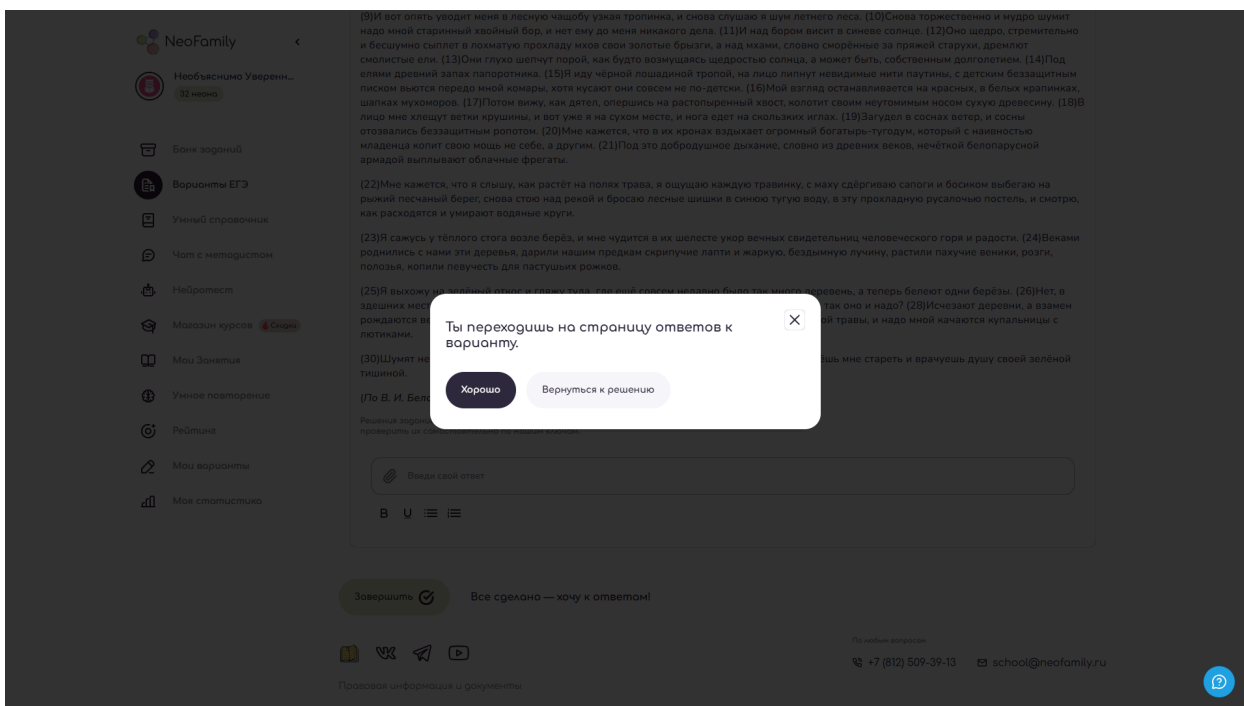 NeoFamily
Необъяснимо Уверенн...
32 неона
Банк заданий
Варианты ЕГЭ
Умный справочник
Чат с методистом
Нейротест
Магазин курсов Скидка
Мои Занятия
Умное повторение
Рейтинг
Мои варианты
Моя статистика
(9)И вот опять уводит меня в лесную чащобу узкая тропинка, и снова слушаю я шум летнего леса. (10)Снова торжественно и мудро шумит
надо мной старинный хвойный бор, и нет ему до меня никакого дела. (11)И над бором висит в синеве солнце. (12)Оно щедро, стремительно
и бесшумно сыплет в лохматую прохладу мхов свои золотые брызги, а над мхами, словно сморённые за пряжей старухи, дремлют
смолистые ели. (13)Они глухо шепчут порой, как будто возмущаясь щедростью солнца, а может быть, собственным долголетием. (14)Под
елями древний запах папоротника. (15)Я иду чёрной лошадиной тропой, на лицо липнут невидимые нити паутины, с детским беззащитным
писком вьются передо мной комары, хотя кусают они совсем не по-детски. (16)Мой взгляд останавливается на красных, в белых крапинках,
шапках мухоморов. (17)Потом вижу, как дятел, опершись на растопыренный хвост, колотит своим неутомимым носом сухую древесину. (18)В
лицо мне хлещут ветки крушины, и вот уже я на сухом месте, и нога едет на скользких иглах. (19)Загудел в соснах ветер, и сосны
отозвались беззащитным ропотом. (20)Мне кажется, что в их кронах вздыхает огромный богатырь-тугодум, который с наивностью
младенца копит свою мощь не себе, а другим. (21)Под это добродушное дыхание, словно из древних веков, нечёткой белопарусной
армадой выплывают облачные фрегаты.
(22)Мне кажется, что я слышу, как растёт на полях трава, я ощущаю каждую травинку, с маху сдёргиваю сапоги и босиком выбегаю на
рыжий песчаный берег, снова стою над рекой и бросаю лесные шишки в синюю тугую воду, в эту прохладную русалочью постель, и смотрю,
как расходятся и умирают водяные круги.
(23)Я сажусь у тёплого стога возле берёз, и мне чудится в их шелесте укор вечных свидетельниц человеческого горя и радости. (24)Веками
роднились с нами эти деревья, дарили нашим предкам скрипучие лапти и жаркую, бездымную лучину, растили пахучие веники, розги,
полозья, копили певучесть для пастушьих рожков.
(25)Я выхожу на зелёный откос и гляжу туда, где ещё совсем недавно было так много деревень, а теперь белеют одни берёзы. (26)Нет, в
здешних мест так оно и надо? (28)Исчезают деревни, а взамен
рождаются ве ой травы, и надо мной качаются купальницы с
лютиками.
(30)Шумят не шь мне стареть и врачуешь душу своей зелёной
тишиной.
(По В. И. Бело
Решения задани
проверить их самостоятельно по нашим ключам.
Ты переходишь на страницу ответов к
варианту.
Хорошо Вернуться к решению
Введи свой ответ
B U
Завершить Все сделано — хочу к ответам!
По любым вопросам:
+7 (812) 509-39-13 school@neofamily.ru
Правовая информация и документы